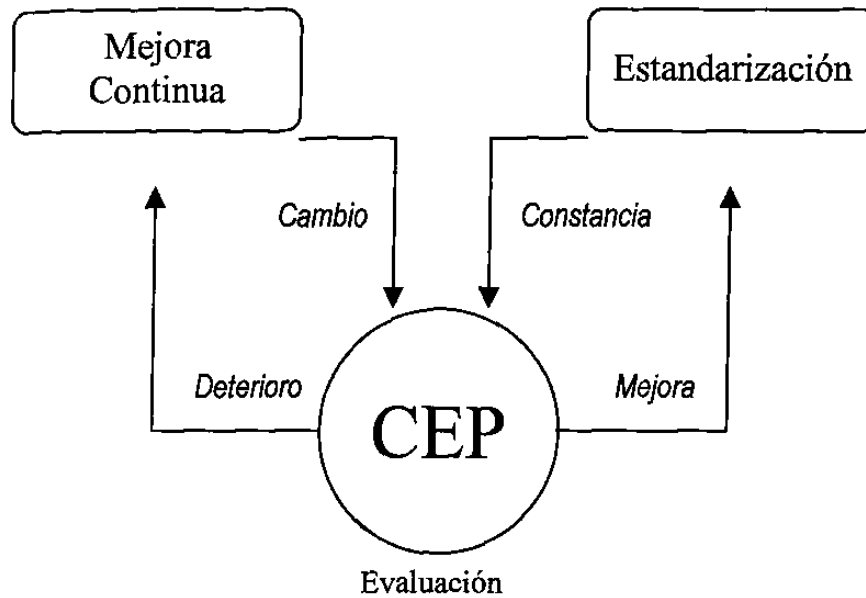 Mejora
Continua
Estandarización
Cambio
Constancia
Deterioro
Mejora
CEP
Evaluación